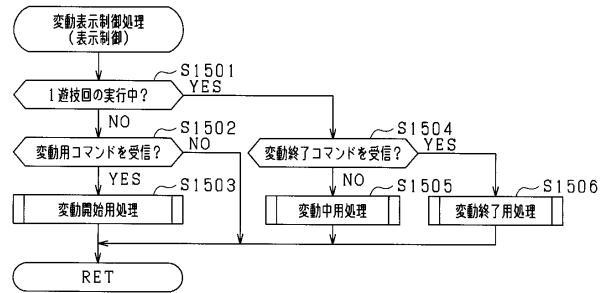 変動表示制御処理
(表示制御)
S1501
1遊技回の実行中?
YES
NO
S1502
変動用コマンドを受信?
NO
YES
S1503
変動開始用処理
S1504
変動終了コマンドを受信?
YES
NO
S1505
変動中用処理
S1506
変動終了用処理
RET